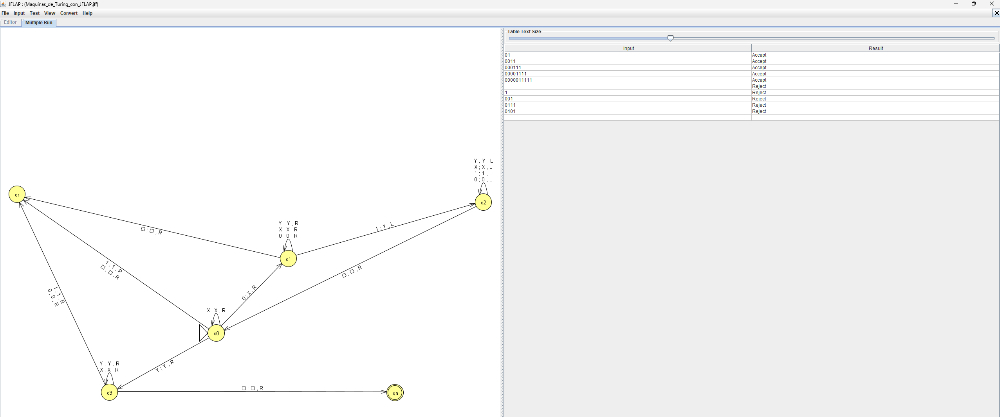 JFLAP : (Maquinas_de_Turing_con_JFLAP.jff)
File Input Test View Convert Help
Editor Multiple Run
Table Text Size
Input Result
01 Accept
0011 Accept
000111 Accept
00001111 Accept
0000011111 Accept
Reject
1 Reject
001 Reject
0111 Reject
0101 Reject
Y ; Y , L
X ; X , L
1 ; 1 , L
0 ; 0 , L
qr
q2
Y ; Y , R
X ; X , R
0 ; 0 , R
□ ; □ , R
1 ; Y , L
q1
1 ; 1 , R
□ ; □ , R
□ ; □ , R
0 ; X , R
1 ; 1 , R
0 ; 0 , R
X ; X , R
q0
Y ; Y , R
Y ; Y , R
X ; X , R
q3
□ ; □ , R
qa